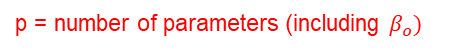 p = number of parameters (including β₀)